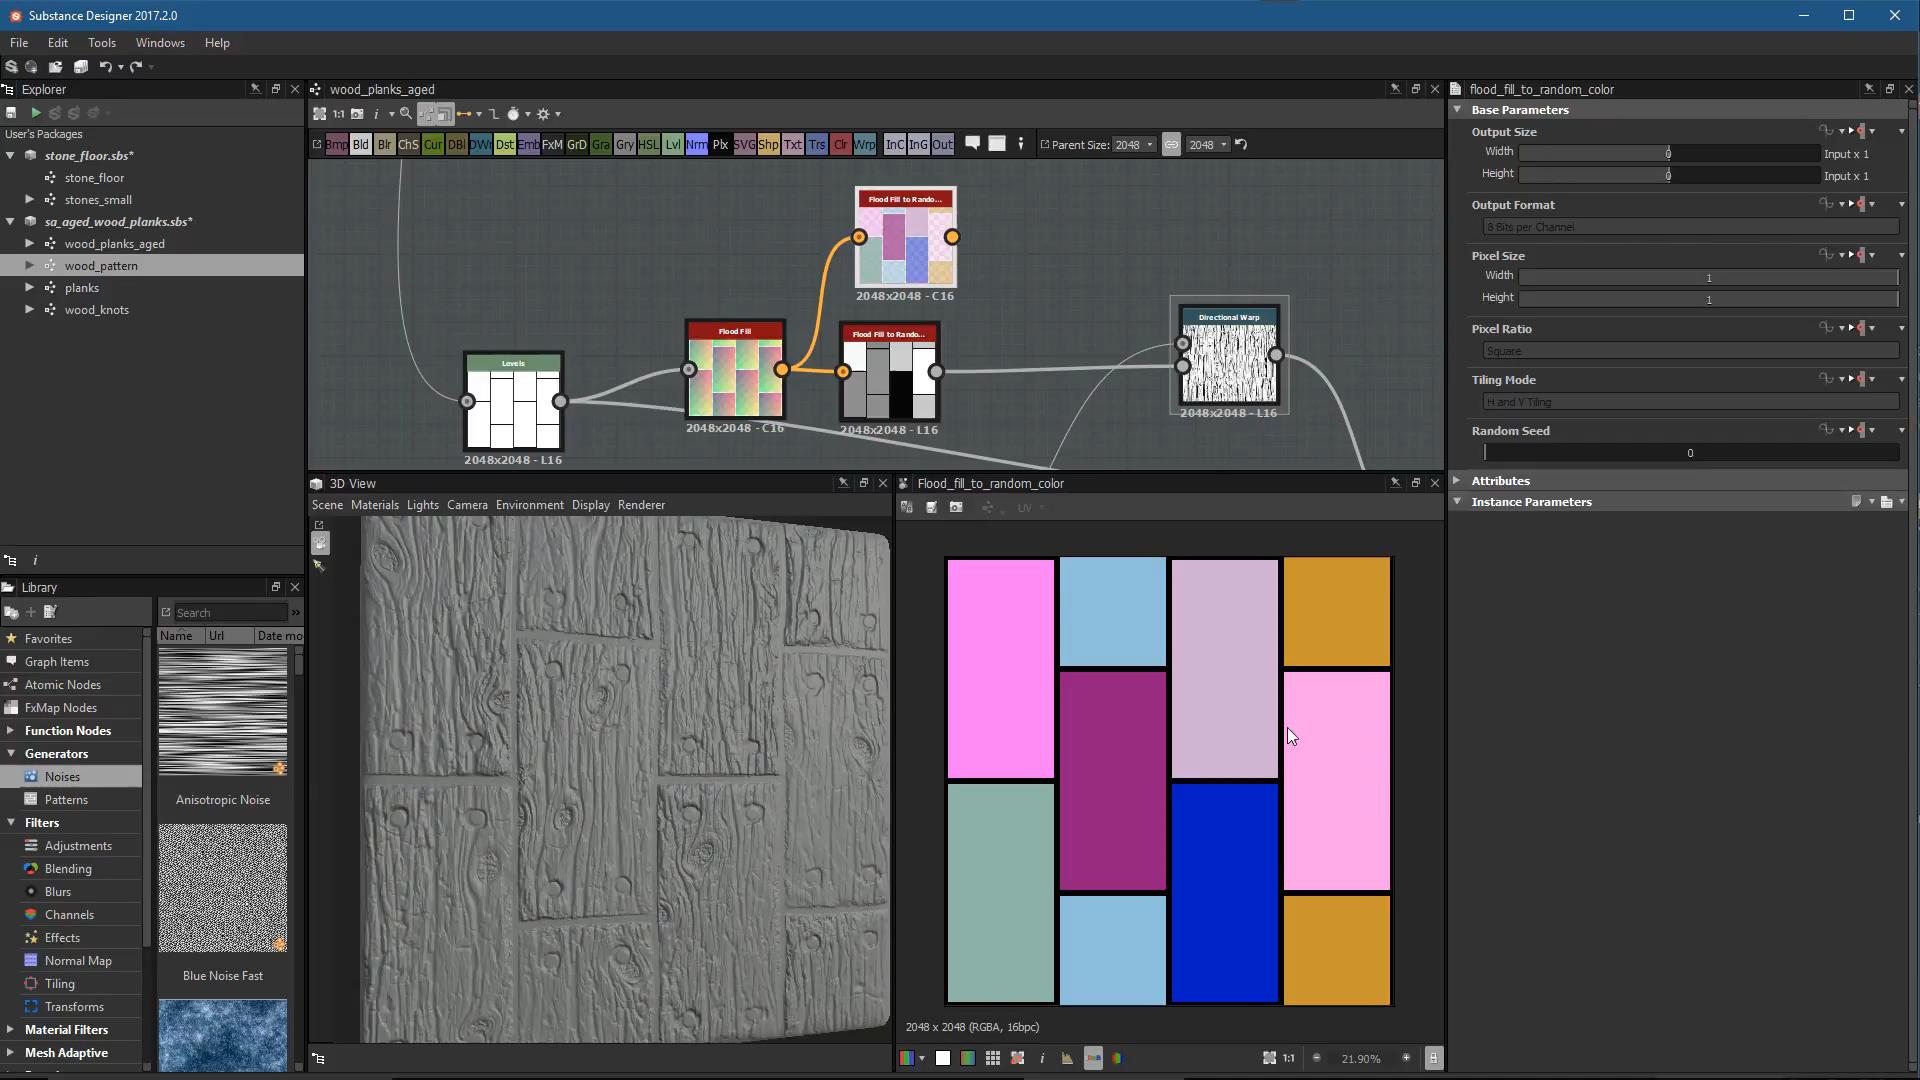 Substance Designer 2017.2.0
File Edit Tools Windows Help
Explorer
User's Packages
stone_floor.sbs*
stone_floor
stones_small
sa_aged_wood_planks.sbs*
wood_planks_aged
wood_pattern
planks
wood_knots
Library
Search
Name Url Date mo
Favorites
Graph Items
Atomic Nodes
FxMap Nodes
Function Nodes
Generators
Noises
Patterns
Filters
Adjustments
Blending
Blurs
Channels
Effects
Normal Map
Tiling
Transforms
Material Filters
Mesh Adaptive
Anisotropic Noise
Blue Noise Fast
wood_planks_aged
1:1
Bmp Bld Blr ChS Cur DBl DWr Dst Emb FxM GrD Gra Gry HSL Lvl Nrm Plx SVG Shp Txt Trs Clr Wrp InC InG Out
Parent Size: 2048 2048
Flood Fill to Rando...
2048x2048 - C16
Levels
2048x2048 - L16
Flood Fill
2048x2048 - C16
Flood Fill to Rando...
2048x2048 - L16
Directional Warp
2048x2048 - L16
3D View
Scene Materials Lights Camera Environment Display Renderer
Flood_fill_to_random_color
UV
2048 x 2048 (RGBA, 16bpc)
1:1
21.90%
flood_fill_to_random_color
Base Parameters
Output Size
Width 0 Input x 1
Height 0 Input x 1
Output Format
8 Bits per Channel
Pixel Size
Width 1
Height 1
Pixel Ratio
Square
Tiling Mode
H and V Tiling
Random Seed
0
Attributes
Instance Parameters